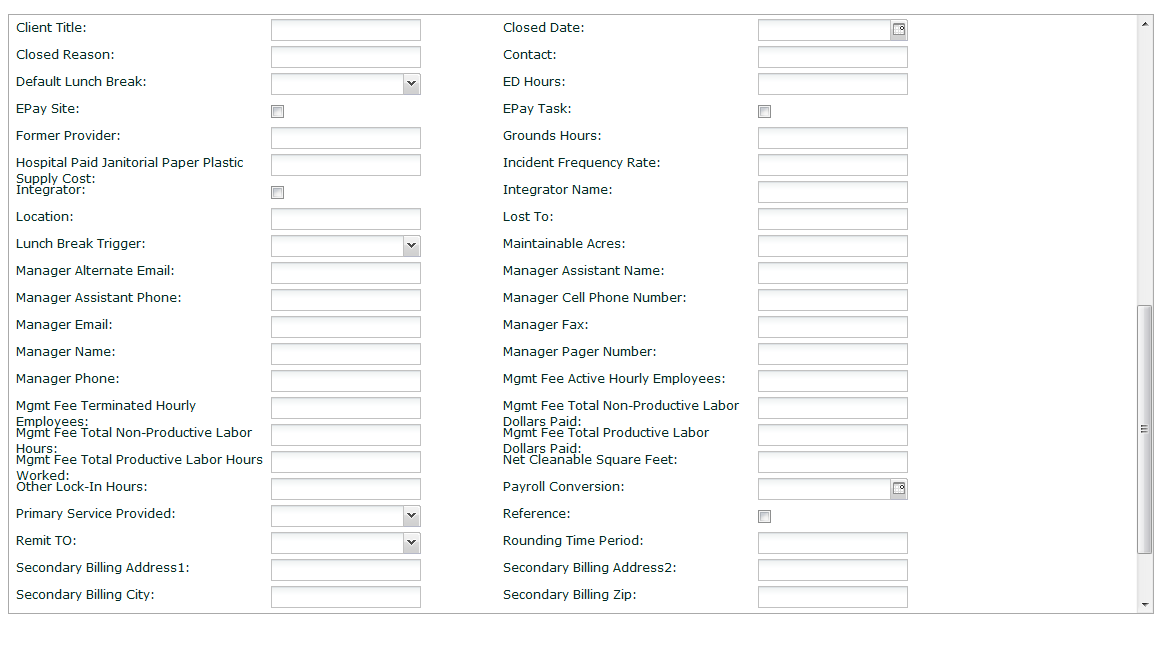 Client Title: Closed Date:
Closed Reason: Contact:
Default Lunch Break: ED Hours:
EPay Site: EPay Task:
Former Provider: Grounds Hours:
Hospital Paid Janitorial Paper Plastic Incident Frequency Rate:
Supply Cost:
Integrator: Integrator Name:
Location: Lost To:
Lunch Break Trigger: Maintainable Acres:
Manager Alternate Email: Manager Assistant Name:
Manager Assistant Phone: Manager Cell Phone Number:
Manager Email: Manager Fax:
Manager Name: Manager Pager Number:
Manager Phone: Mgmt Fee Active Hourly Employees:
Mgmt Fee Terminated Hourly Mgmt Fee Total Non-Productive Labor
Employees: Dollars Paid:
Mgmt Fee Total Non-Productive Labor Mgmt Fee Total Productive Labor
Hours: Dollars Paid:
Mgmt Fee Total Productive Labor Hours Net Cleanable Square Feet:
Worked:
Other Lock-In Hours: Payroll Conversion:
Primary Service Provided: Reference:
Remit TO: Rounding Time Period:
Secondary Billing Address1: Secondary Billing Address2:
Secondary Billing City: Secondary Billing Zip: